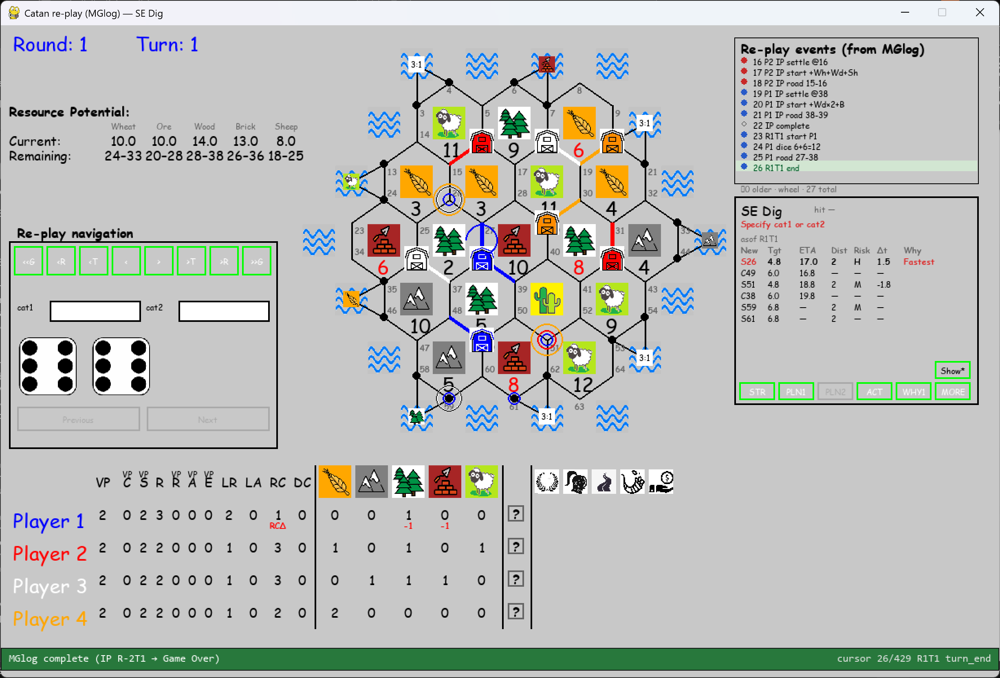 Catan re-play (MGlog) — SE Dig
Round: 1 Turn: 1
Resource Potential:
Wheat Ore Wood Brick Sheep
Current: 10.0 10.0 14.0 13.0 8.0
Remaining: 24-33 20-28 28-38 26-36 18-25
Re-play navigation
<<G <R <T < > >T >R >>G
cat1 cat2
Previous Next
3:1
4 6 8
3 5 7 9
3:1
14
11 9 6
13 15 17 19 21
24 28 30 32
3 3 11 4
23 25 27 31 33
34 40 44
6 2 10 8 4
35 37 39 41 43
46 48 50 52 54
10 5 9
47 51 53
3:1
58 60 62 64
5 8 12
59 61 63
3:1
Re-play events (from MGlog)
16 P2 IP settle @16
17 P2 IP start +Wh+Wd+Sh
18 P2 IP road 15-16
19 P1 IP settle @38
20 P1 IP start +Wd×2+B
21 P1 IP road 38-39
22 IP complete
23 R1T1 start P1
24 P1 dice 6+6=12
25 P1 road 27-38
26 R1T1 end
0 older · wheel · 27 total
SE Dig hit —
Specify cat1 or cat2
asof R1T1
New Tgt ETA Dist Risk Δt Why
S26 4.8 17.0 2 H 1.5 Fastest
C49 6.0 16.8 — — —
S51 4.8 18.8 2 M -1.8
C38 6.0 19.8 — — —
S59 6.8 — 2 M —
S61 6.8 — 2 — —
Show*
STR PLN1 PLN2 ACT WHY1 MORE
VP VP VP VP VP
VP C S R R A E LR LA RC DC
Player 1 2 0 2 3 0 0 0 2 0 1 0 0 0 1 0 0 ?
RCΔ -1 -1
Player 2 2 0 2 2 0 0 0 1 0 3 0 1 0 1 0 1 ?
Player 3 2 0 2 2 0 0 0 1 0 3 0 0 1 1 1 0 ?
Player 4 2 0 2 2 0 0 0 1 0 2 0 2 0 0 0 0 ?
MGlog complete (IP R-2T1 → Game Over) cursor 26/429 R1T1 turn_end